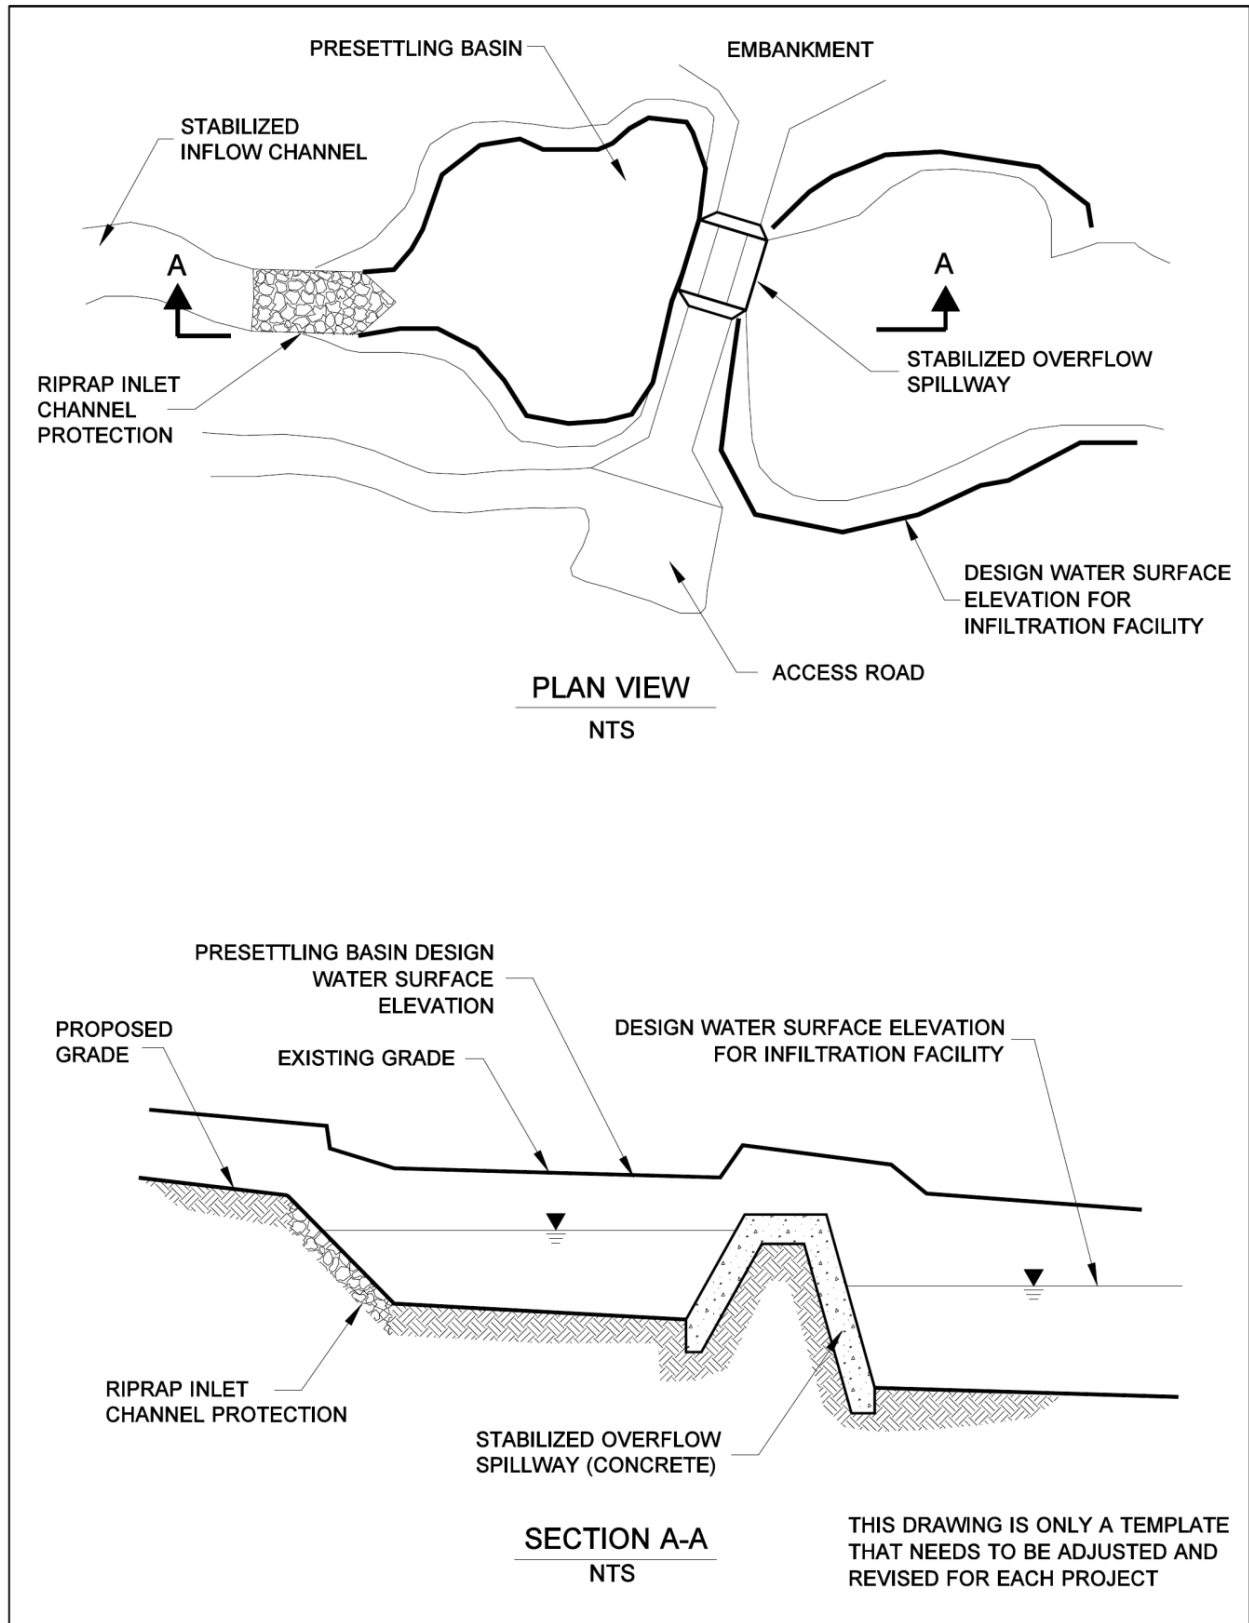 PRESETTLING BASIN
EMBANKMENT
STABILIZED
INFLOW CHANNEL
A
A
RIPRAP INLET
CHANNEL
PROTECTION
STABILIZED OVERFLOW
SPILLWAY
DESIGN WATER SURFACE
ELEVATION FOR
INFILTRATION FACILITY
ACCESS ROAD
PLAN VIEW
NTS
PRESETTLING BASIN DESIGN
WATER SURFACE
ELEVATION
PROPOSED
GRADE
EXISTING GRADE
DESIGN WATER SURFACE ELEVATION
FOR INFILTRATION FACILITY
RIPRAP INLET
CHANNEL PROTECTION
STABILIZED OVERFLOW
SPILLWAY (CONCRETE)
SECTION A-A
NTS
THIS DRAWING IS ONLY A TEMPLATE
THAT NEEDS TO BE ADJUSTED AND
REVISED FOR EACH PROJECT